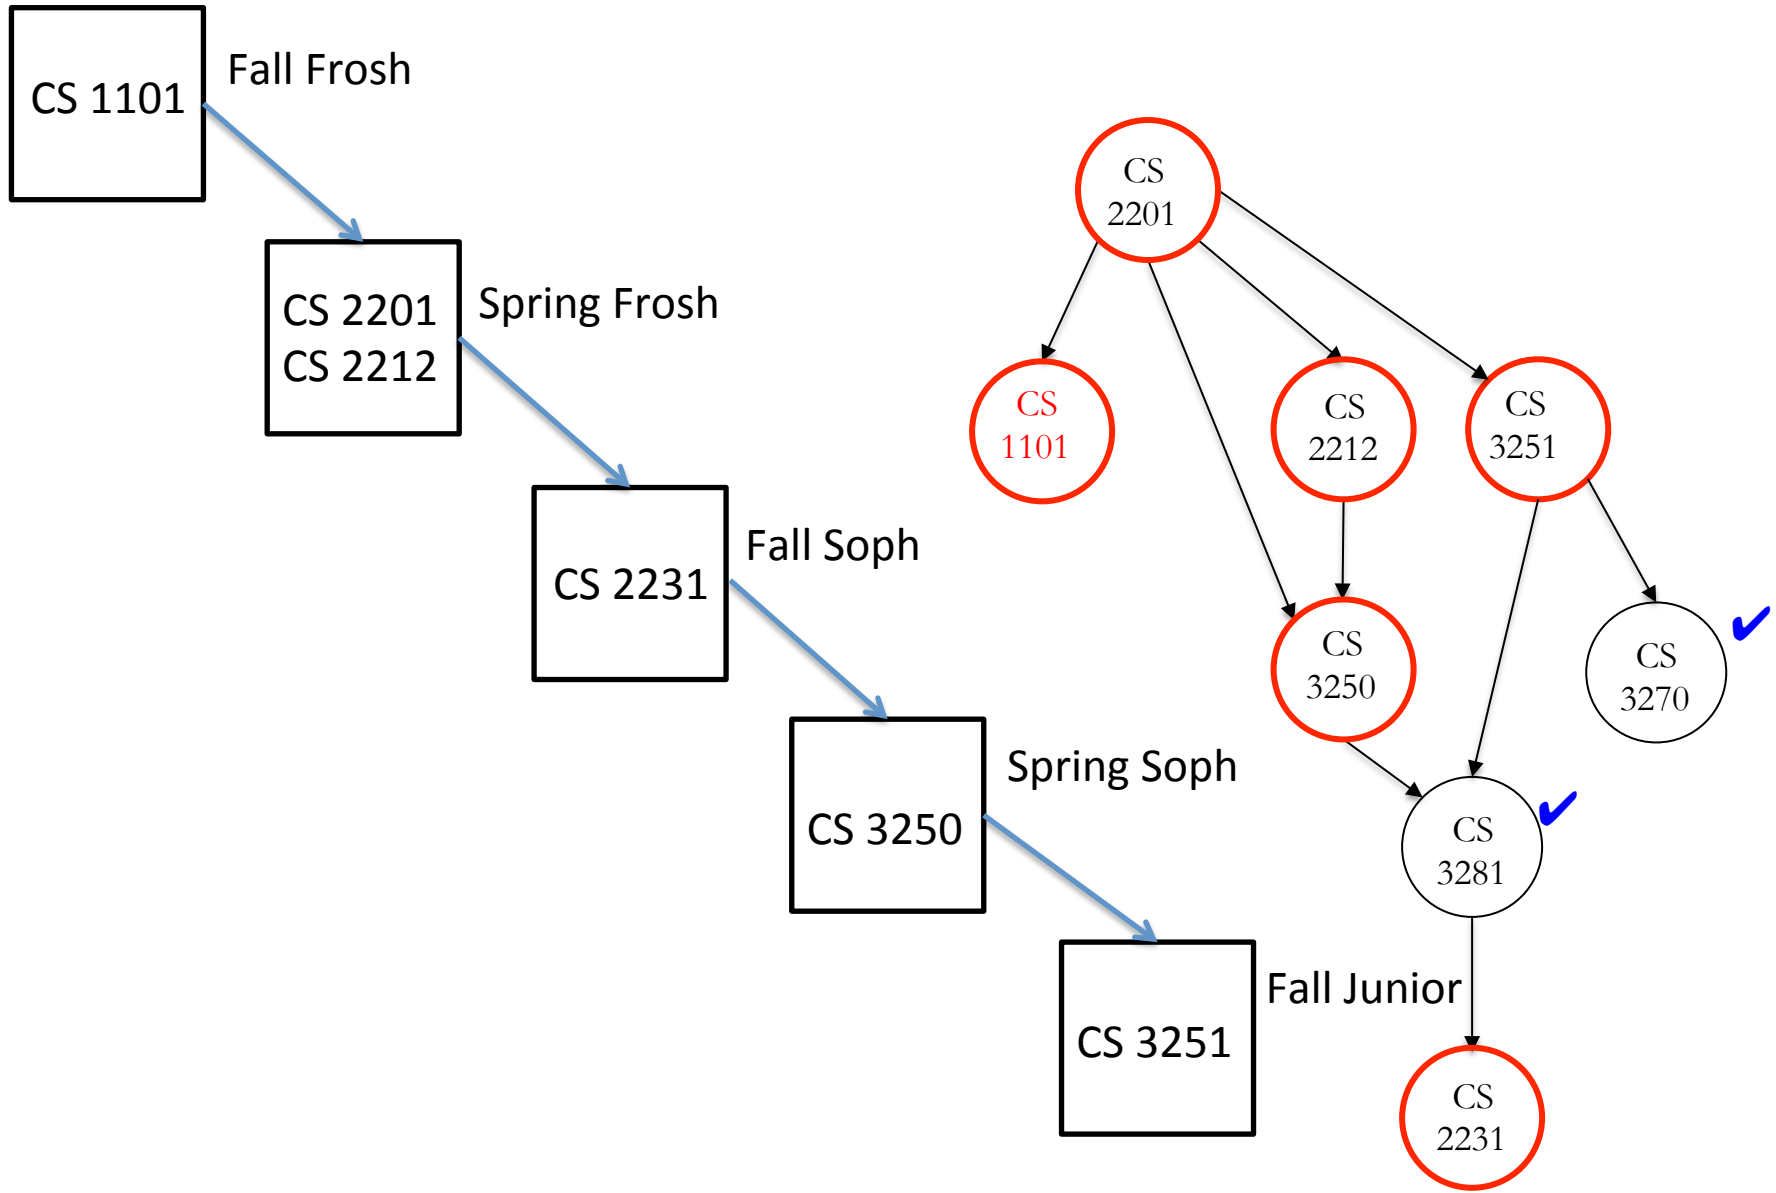 CS 1101
Fall Frosh
CS 2201
CS 2212
Spring Frosh
CS 2231
Fall Soph
CS 3250
Spring Soph
CS 3251
Fall Junior
CS
2201
CS
1101
CS
2212
CS
3251
CS
3250
CS
3270
CS
3281
CS
2231